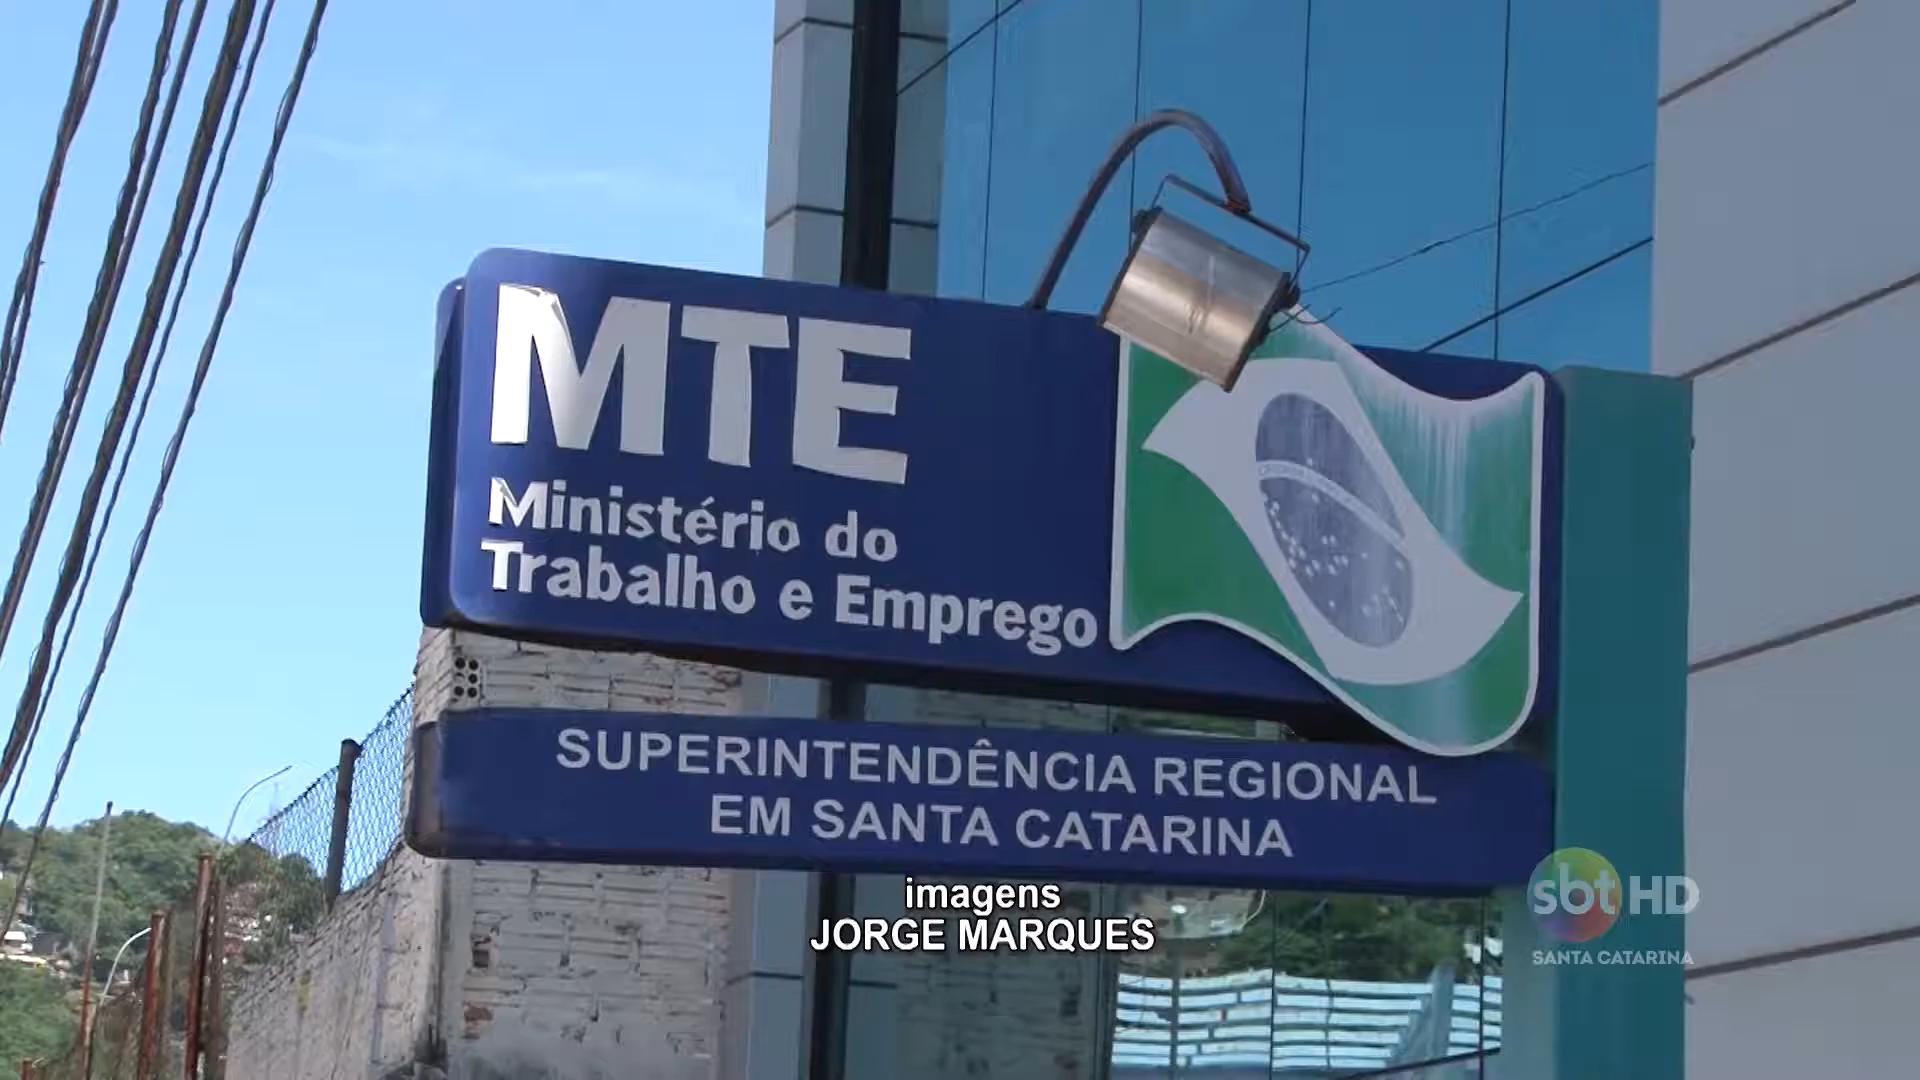 MTE
Ministério do
Trabalho e Emprego
SUPERINTENDÊNCIA REGIONAL
EM SANTA CATARINA
imagens
JORGE MARQUES
sbt HD
SANTA CATARINA